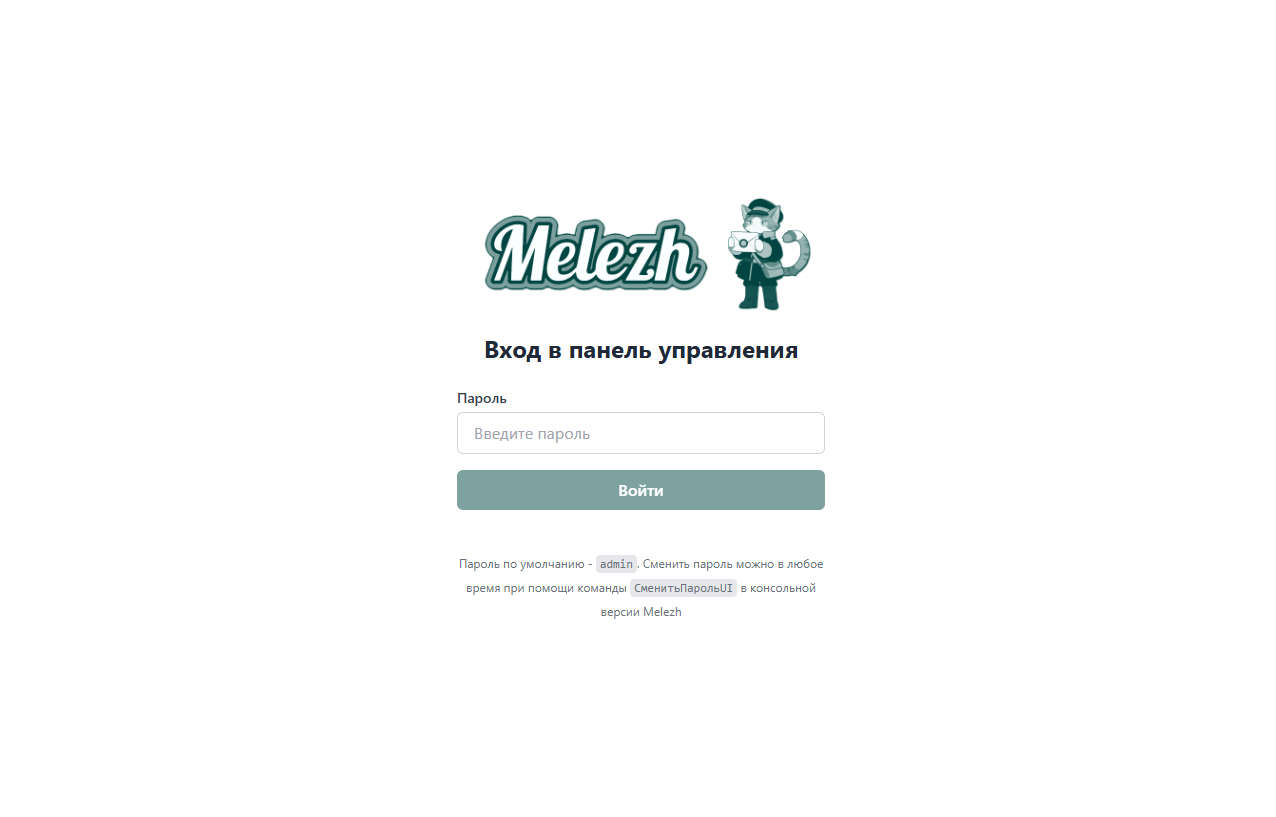 Melezh
Вход в панель управления
Пароль
Введите пароль
Войти
Пароль по умолчанию - admin. Сменить пароль можно в любое
время при помощи команды СменитьПарольUI в консольной
версии Melezh